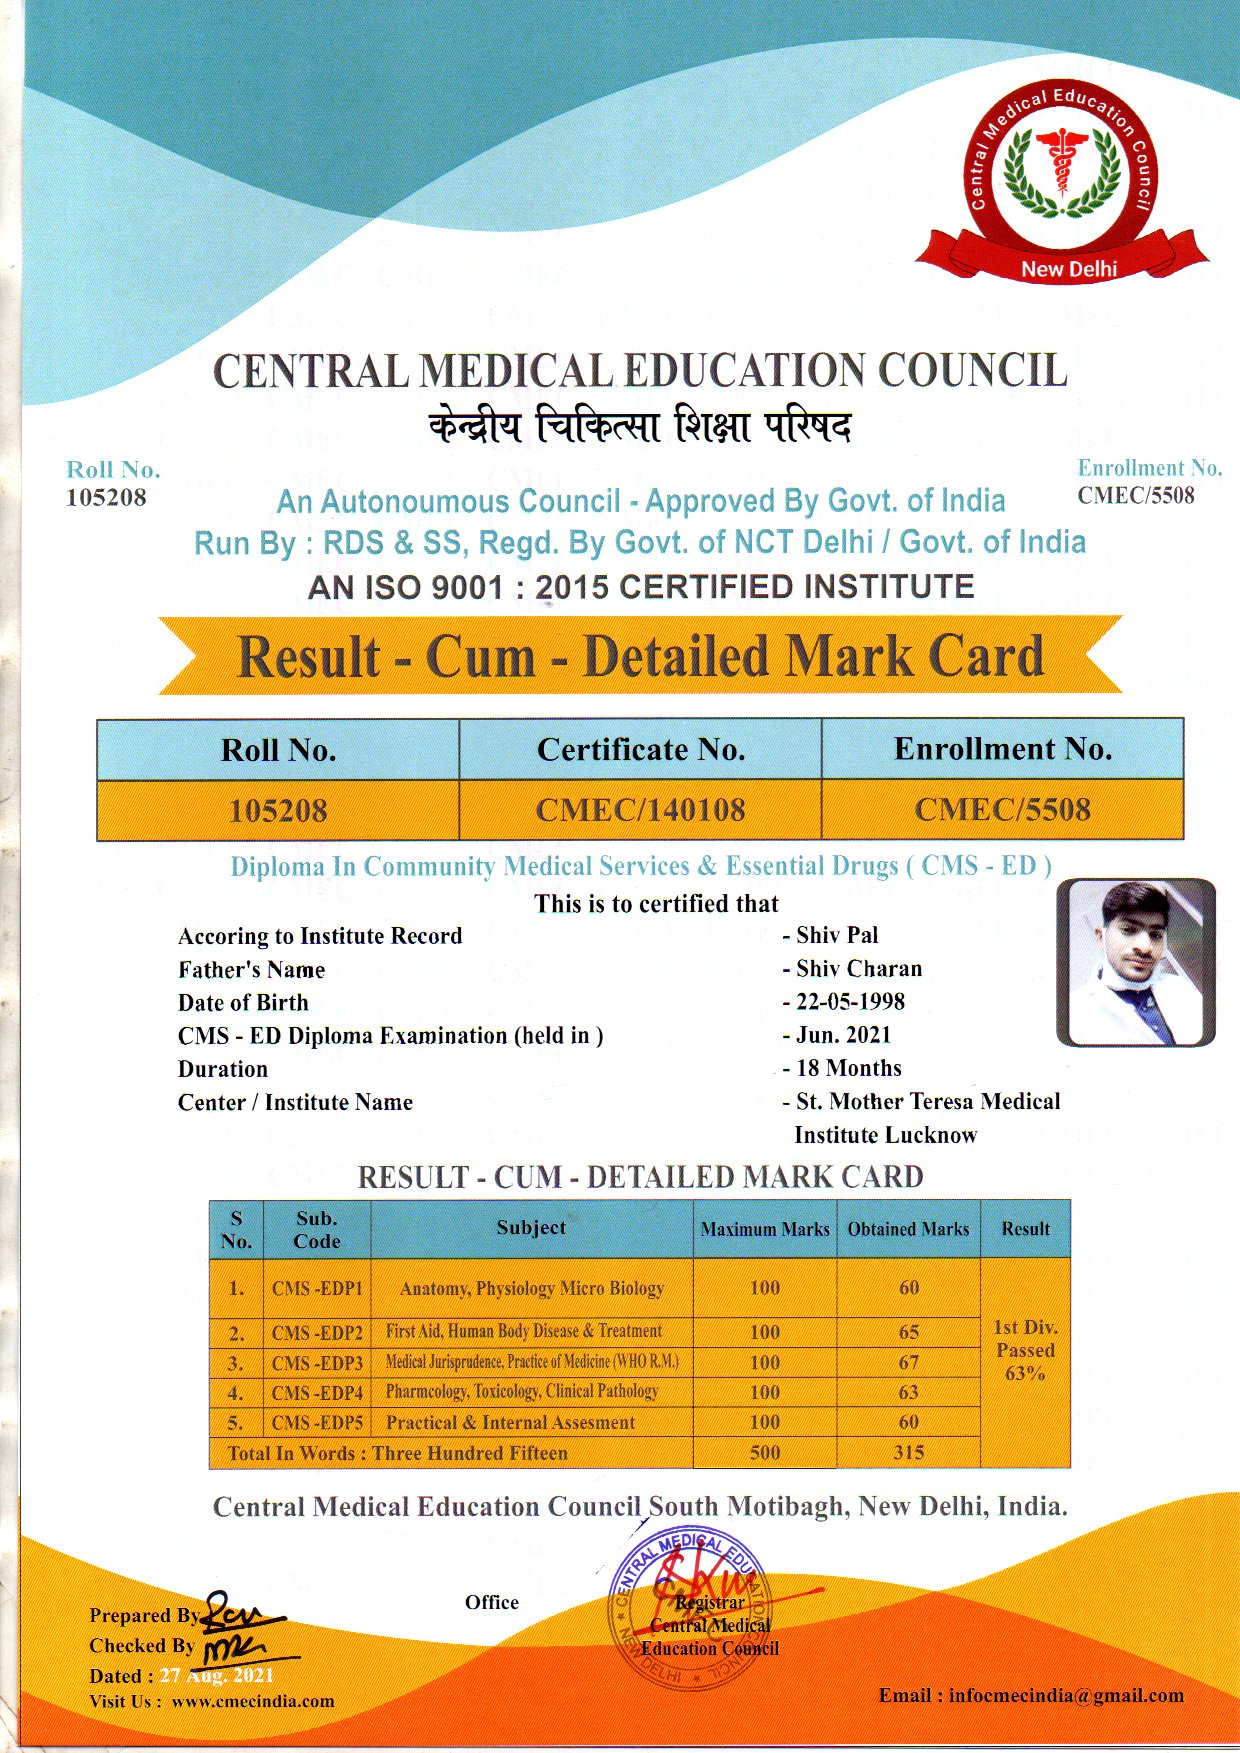 Central Medical Education Council
New Delhi
CENTRAL MEDICAL EDUCATION COUNCIL
केन्द्रीय चिकित्सा शिक्षा परिषद
Roll No.
105208
Enrollment No.
CMEC/5508
An Autonoumous Council - Approved By Govt. of India
Run By : RDS & SS, Regd. By Govt. of NCT Delhi / Govt. of India
AN ISO 9001 : 2015 CERTIFIED INSTITUTE
Result - Cum - Detailed Mark Card
Roll No. Certificate No. Enrollment No.
105208 CMEC/140108 CMEC/5508
Diploma In Community Medical Services & Essential Drugs ( CMS - ED )
This is to certified that
Accoring to Institute Record - Shiv Pal
Father's Name - Shiv Charan
Date of Birth - 22-05-1998
CMS - ED Diploma Examination (held in ) - Jun. 2021
Duration - 18 Months
Center / Institute Name - St. Mother Teresa Medical
Institute Lucknow
RESULT - CUM - DETAILED MARK CARD
S No. Sub. Code Subject Maximum Marks Obtained Marks Result
1. CMS -EDP1 Anatomy, Physiology Micro Biology 100 60
2. CMS -EDP2 First Aid, Human Body Disease & Treatment 100 65
3. CMS -EDP3 Medical Jurisprudence, Practice of Medicine (WHO R.M.) 100 67
4. CMS -EDP4 Pharmcology, Toxicology, Clinical Pathology 100 63
5. CMS -EDP5 Practical & Internal Assesment 100 60
Total In Words : Three Hundred Fifteen 500 315
1st Div.
Passed
63%
Central Medical Education Council South Motibagh, New Delhi, India.
CENTRAL MEDICAL EDUCATION COUNCIL
NEW DELHI
Office
Registrar
Central Medical
Education Council
Prepared By
Checked By
Dated : 27 Aug. 2021
Visit Us : www.cmecindia.com
Email : infocmecindia@gmail.com